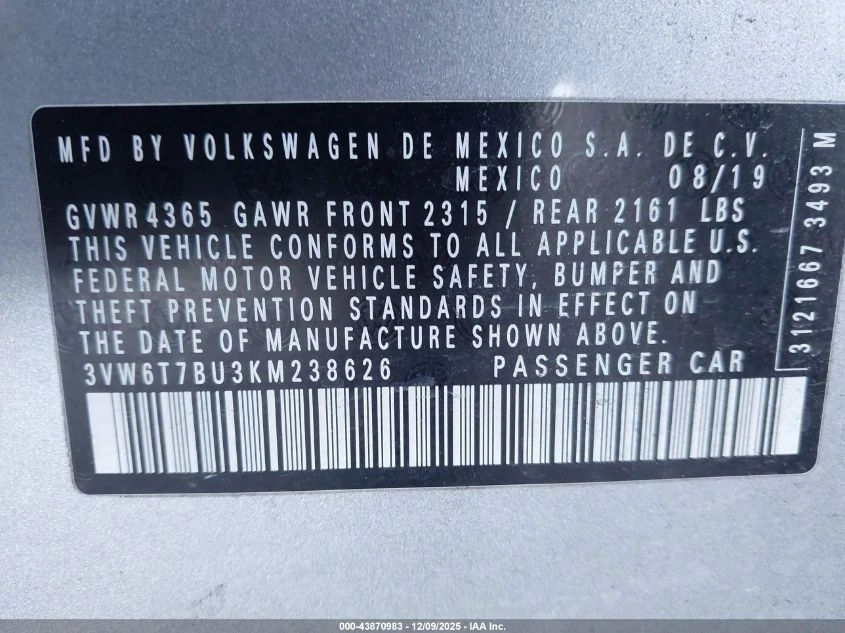 MFD BY VOLKSWAGEN DE MEXICO S.A. DE C.V.
MEXICO 08/19
GVWR 4365 GAWR FRONT 2315 / REAR 2161 LBS
THIS VEHICLE CONFORMS TO ALL APPLICABLE U.S.
FEDERAL MOTOR VEHICLE SAFETY, BUMPER AND
THEFT PREVENTION STANDARDS IN EFFECT ON
THE DATE OF MANUFACTURE SHOWN ABOVE.
3VW6T7BU3KM238626 PASSENGER CAR
3121667 3493 M
000-43870983 | 12/09/2025 - IAA Inc.